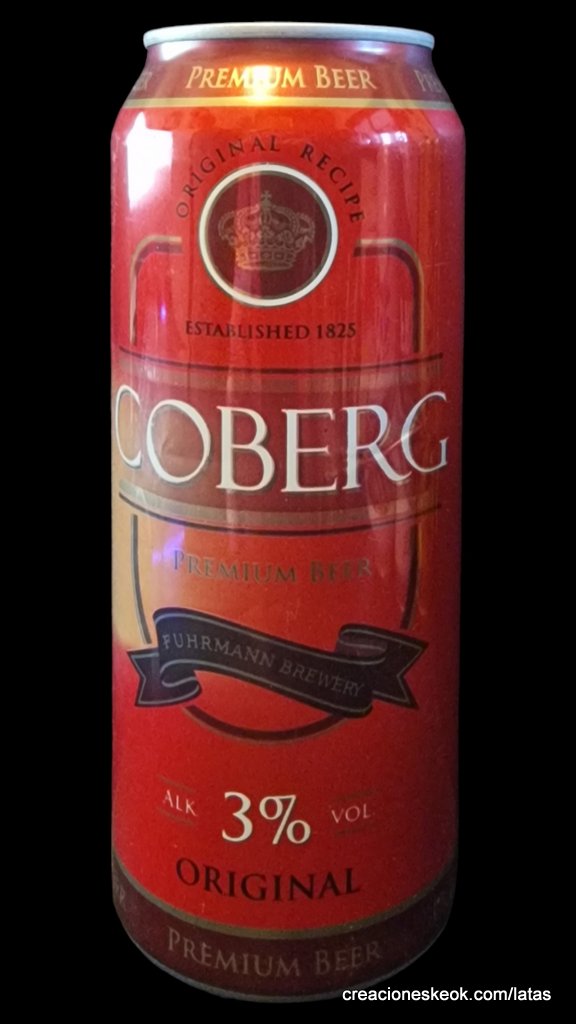 PREMIUM BEER
ORIGINAL RECIPE
ESTABLISHED 1825
COBERG
PREMIUM BEER
FUHRMANN BREWERY
ALK 3% VOL
ORIGINAL
PREMIUM BEER
creacioneskeok.com/latas